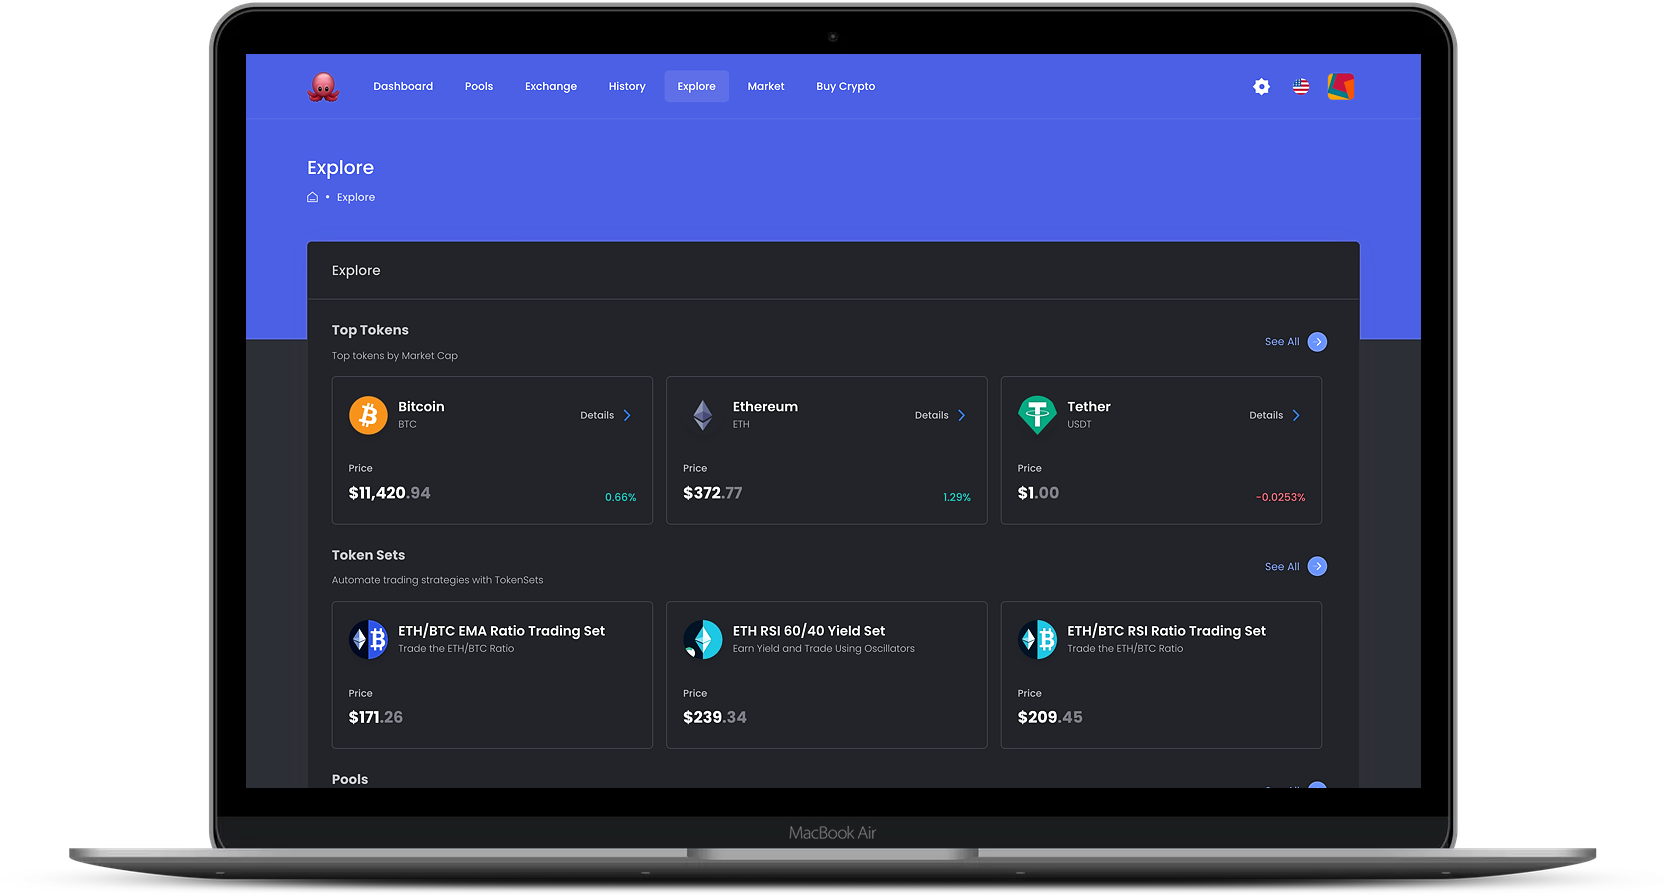 Dashboard Pools Exchange History Explore Market Buy Crypto
Explore
• Explore
Explore
Top Tokens
Top tokens by Market Cap
See All
Bitcoin
BTC
Details
Price
$11,420.94
0.66%
Ethereum
ETH
Details
Price
$372.77
1.29%
Tether
USDT
Details
Price
$1.00
-0.0253%
Token Sets
Automate trading strategies with TokenSets
See All
ETH/BTC EMA Ratio Trading Set
Trade the ETH/BTC Ratio
Price
$171.26
ETH RSI 60/40 Yield Set
Earn Yield and Trade Using Oscillators
Price
$239.34
ETH/BTC RSI Ratio Trading Set
Trade the ETH/BTC Ratio
Price
$209.45
Pools
MacBook Air